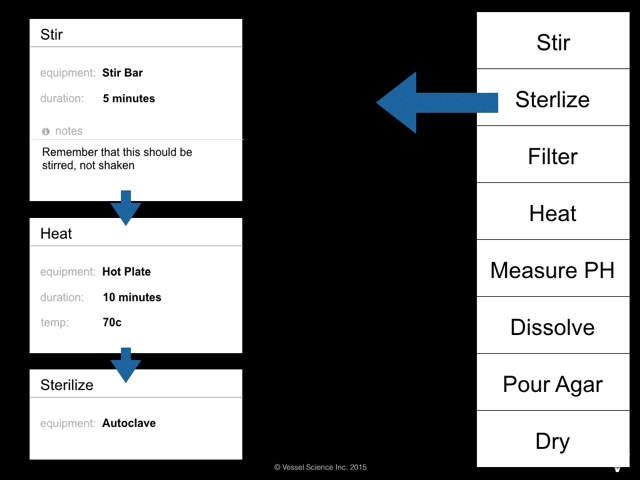 Stir
equipment: Stir Bar
duration: 5 minutes
notes
Remember that this should be
stirred, not shaken
Heat
equipment: Hot Plate
duration: 10 minutes
temp: 70c
Sterilize
equipment: Autoclave
Stir
Sterlize
Filter
Heat
Measure PH
Dissolve
Pour Agar
Dry
© Vessel Science Inc, 2015